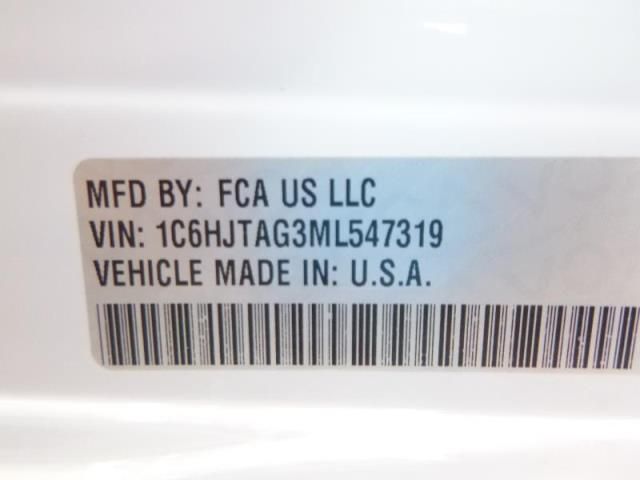 MFD BY: FCA US LLC
VIN: 1C6HJTAG3ML547319
VEHICLE MADE IN: U.S.A.